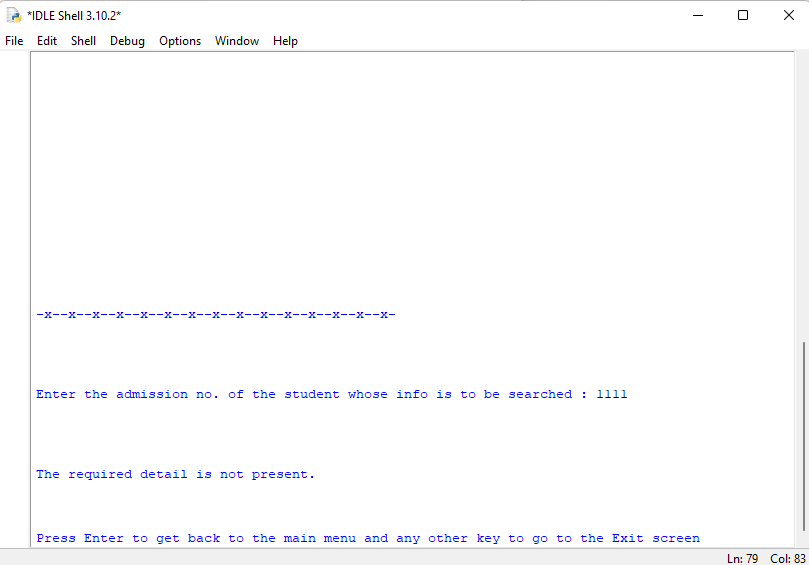 *IDLE Shell 3.10.2*
File Edit Shell Debug Options Window Help
-x--x--x--x--x--x--x--x--x--x--x--x--x--x--x-
Enter the admission no. of the student whose info is to be searched : 1111
The required detail is not present.
Press Enter to get back to the main menu and any other key to go to the Exit screen
Ln: 79 Col: 83